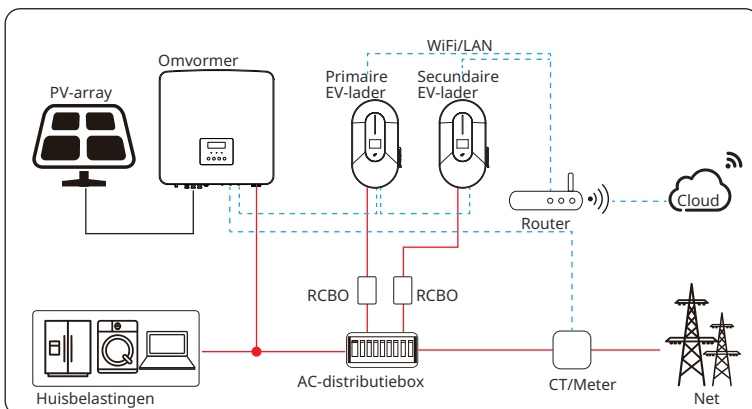 WiFi/LAN
Omvormer
Primaire
EV-lader
Secundaire
EV-lader
PV-array
Cloud
Router
RCBO
RCBO
AC-distributiebox
CT/Meter
Huisbelastingen
Net